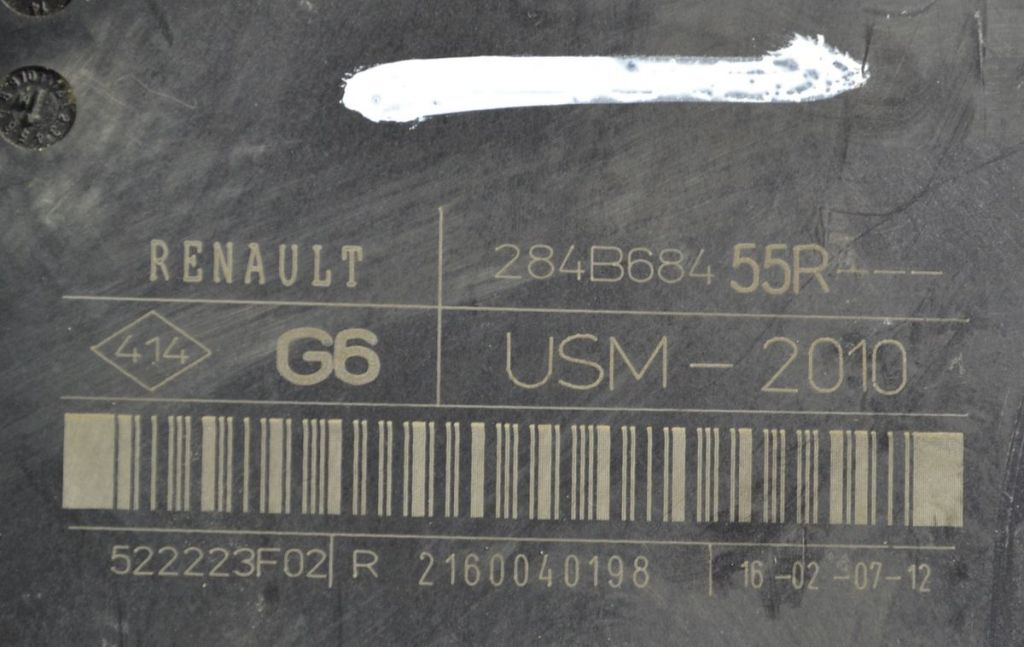 RENAULT 284B684 55R----
414 G6 USM - 2010
522223F02 R 2160040198 16-02-07-12